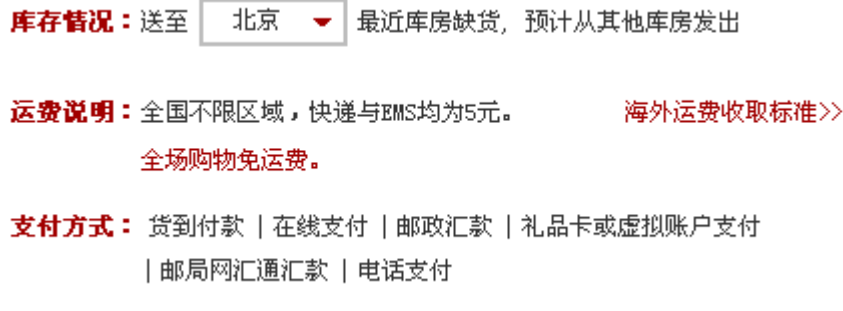 库存情况：送至 北京 最近库房缺货，预计从其他库房发出
运费说明：全国不限区域，快递与EMS均为5元。 海外运费收取标准>>
全场购物免运费。
支付方式： 货到付款 | 在线支付 | 邮政汇款 | 礼品卡或虚拟账户支付
| 邮局网汇通汇款 | 电话支付